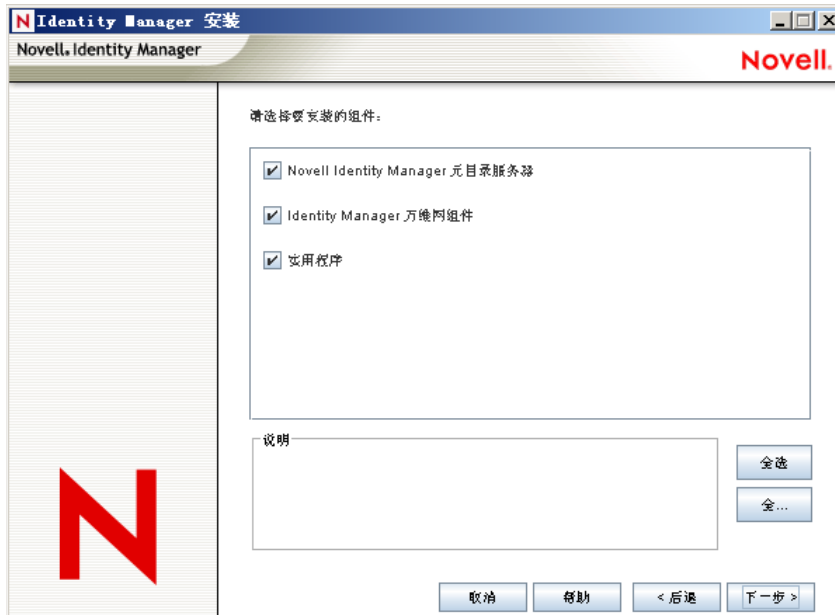 Identity Manager 安装
Novell. Identity Manager
Novell.
请选择要安装的组件：
Novell Identity Manager 元目录服务器
Identity Manager 万维网组件
实用程序
说明
全选
全...
取消
帮助
< 后退
下一步 >